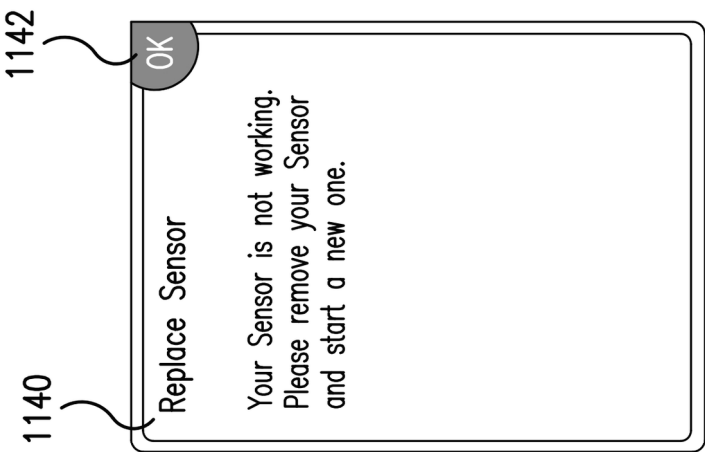 1140
1142
OK
Replace Sensor
Your Sensor is not working.
Please remove your Sensor
and start a new one.